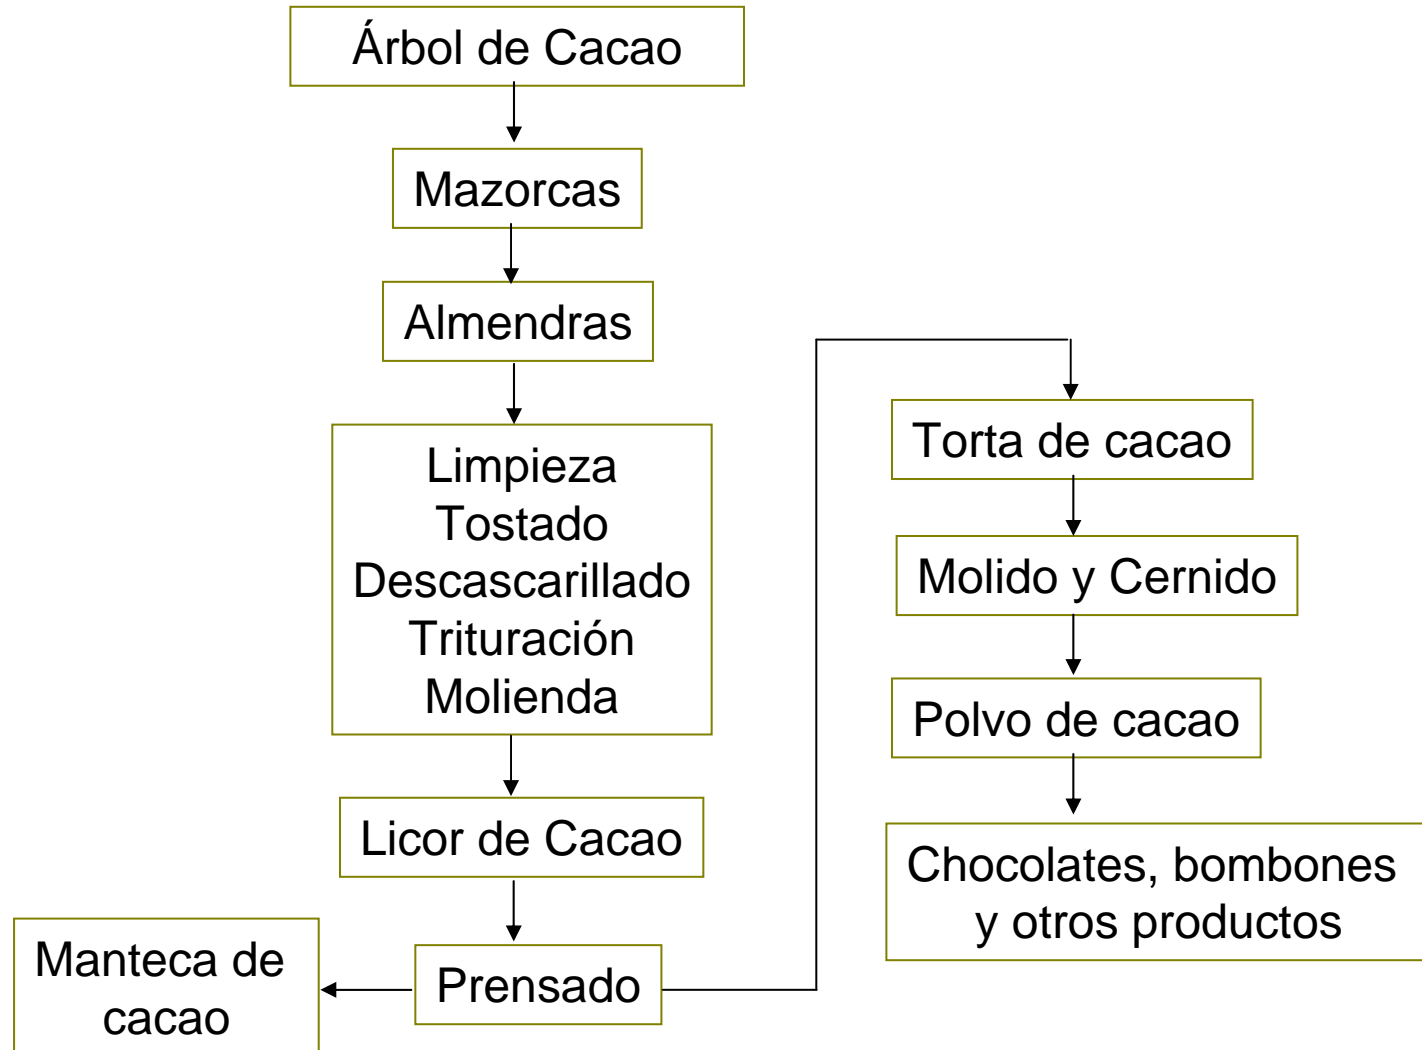 Árbol de Cacao
Mazorcas
Almendras
Limpieza
Tostado
Descascarillado
Trituración
Molienda
Licor de Cacao
Prensado
Manteca de
cacao
Torta de cacao
Molido y Cernido
Polvo de cacao
Chocolates, bombones
y otros productos